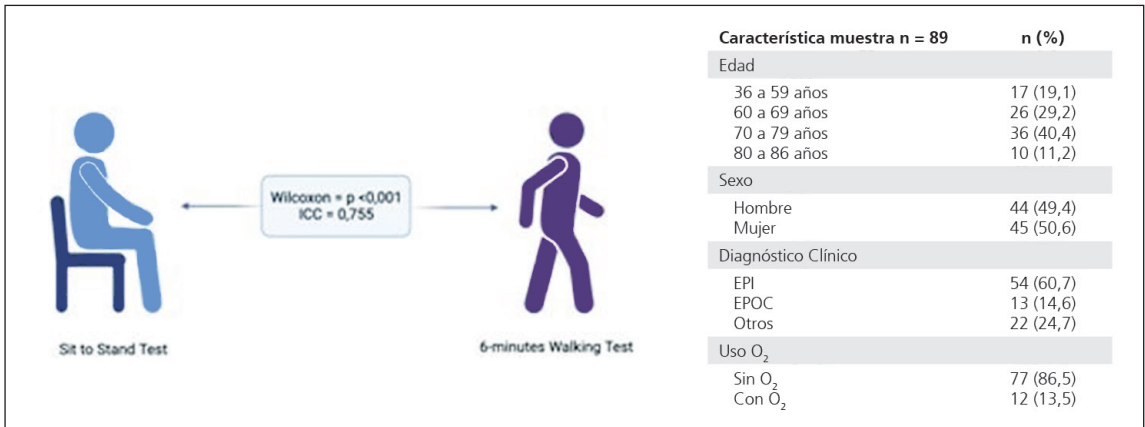 Wilcoxon = p <0,001
ICC = 0,755
Sit to Stand Test
6-minutes Walking Test
Característica muestra n = 89 n (%)
Edad
36 a 59 años 17 (19,1)
60 a 69 años 26 (29,2)
70 a 79 años 36 (40,4)
80 a 86 años 10 (11,2)
Sexo
Hombre 44 (49,4)
Mujer 45 (50,6)
Diagnóstico Clínico
EPI 54 (60,7)
EPOC 13 (14,6)
Otros 22 (24,7)
Uso O₂
Sin O₂ 77 (86,5)
Con O₂ 12 (13,5)